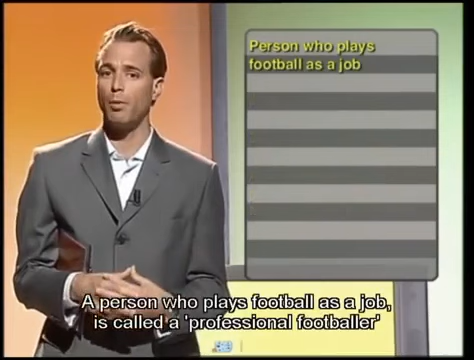 Person who plays
football as a job
A person who plays football as a job,
is called a 'professional footballer'